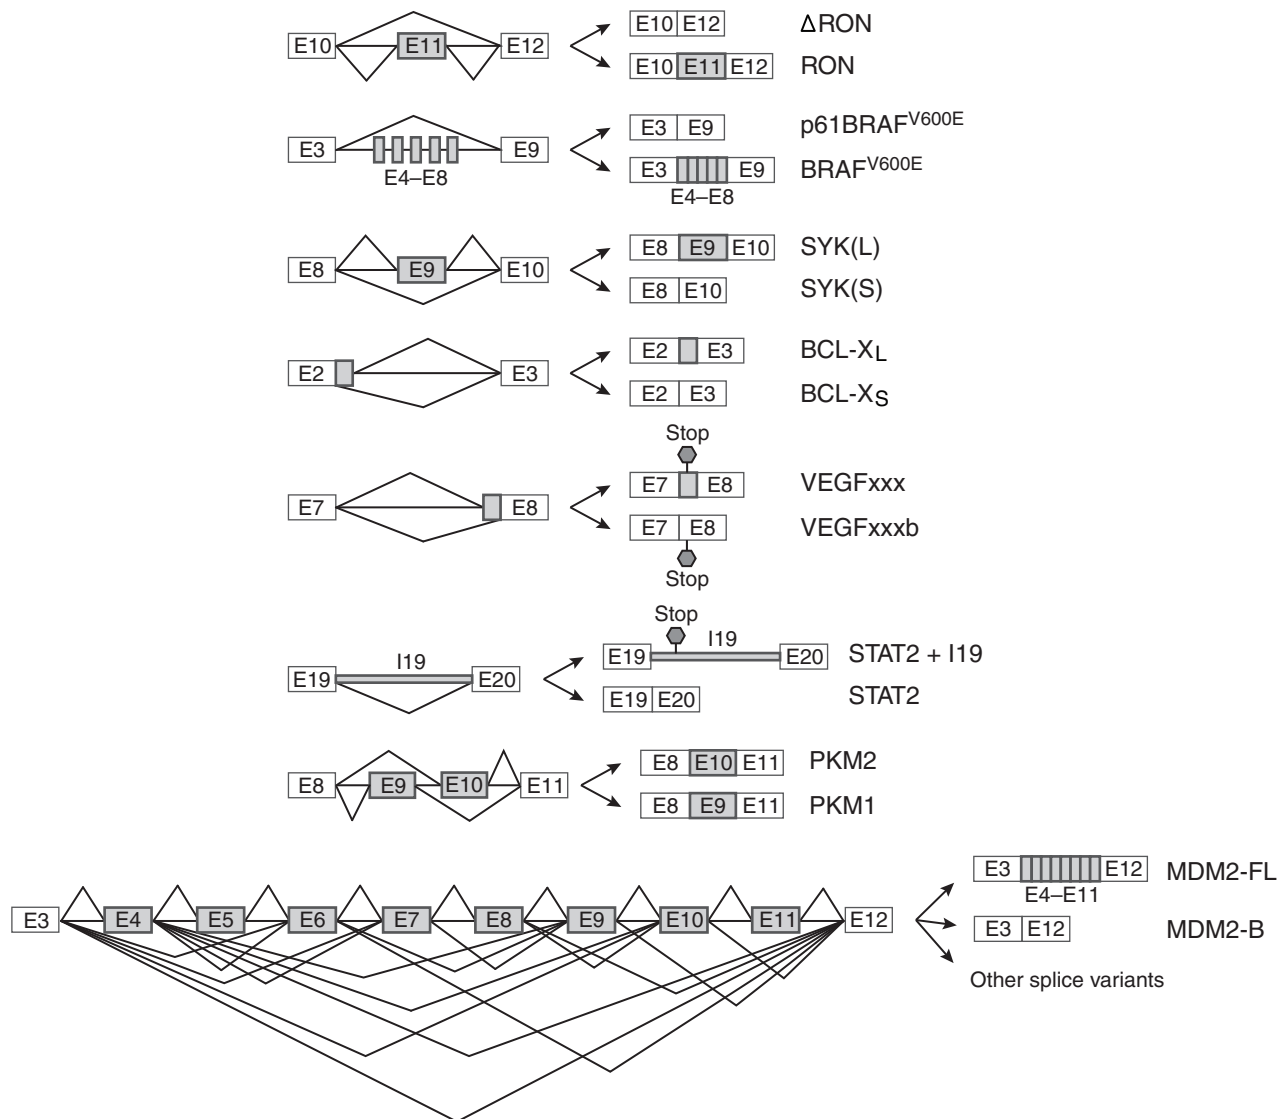 E10 E11 E12 E10 E12 ΔRON
E10 E11 E12 RON
E3 E9 E3 E9 p61BRAF^V600E
E4–E8 E3 E9 BRAF^V600E
E4–E8
E8 E9 E10 E8 E9 E10 SYK(L)
E8 E10 SYK(S)
E2 E3 E2 E3 BCL-XL
E2 E3 BCL-XS
Stop
E7 E8 E7 E8 VEGFxxx
E7 E8 VEGFxxxb
Stop
Stop
I19
E19 I19 E20 E19 E20 STAT2 + I19
E19 E20 STAT2
E8 E9 E10 E11 E8 E10 E11 PKM2
E8 E9 E11 PKM1
E3 E12 MDM2-FL
E4–E11
E3 E4 E5 E6 E7 E8 E9 E10 E11 E12 E3 E12 MDM2-B
Other splice variants